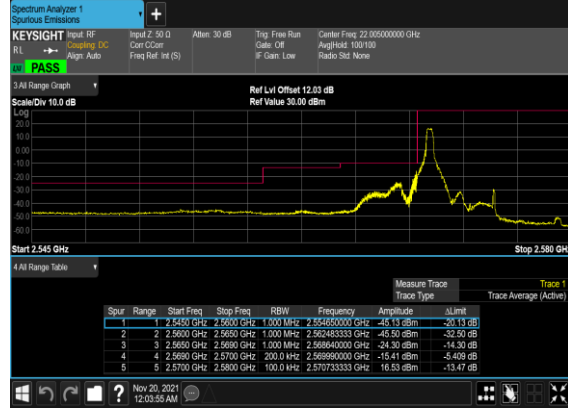 Spectrum Analyzer 1
Spurious Emissions
KEYSIGHT Input: RF Input Z: 50 Ω Atten: 30 dB Trig: Free Run Center Freq: 22.005000000 GHz
RL Coupling: DC Corr CCorr Gate: Off Avg|Hold: 100/100
Align: Auto Freq Ref: Int (S) IF Gain: Low Radio Std: None
LW PASS
3 All Range Graph
Ref Lvl Offset 12.03 dB
Scale/Div 10.0 dB Ref Value 30.00 dBm
Log
20.0
10.0
0.00
-10.0
-20.0
-30.0
-40.0
-50.0
-60.0
Start 2.545 GHz Stop 2.580 GHz
4 All Range Table
Measure Trace Trace 1
Trace Type Trace Average (Active)
Spur Range Start Freq Stop Freq RBW Frequency Amplitude ΔLimit
1 1 2.5450 GHz 2.5600 GHz 1.000 MHz 2.554650000 GHz -45.13 dBm -20.13 dB
2 2 2.5600 GHz 2.5650 GHz 1.000 MHz 2.562483333 GHz -45.50 dBm -32.50 dB
3 3 2.5650 GHz 2.5690 GHz 1.000 MHz 2.568640000 GHz -24.30 dBm -14.30 dB
4 4 2.5690 GHz 2.5700 GHz 200.0 kHz 2.569990000 GHz -15.41 dBm -5.409 dB
5 5 2.5700 GHz 2.5800 GHz 100.0 kHz 2.570733333 GHz 16.53 dBm -13.47 dB
Nov 20, 2021
12:03:55 AM